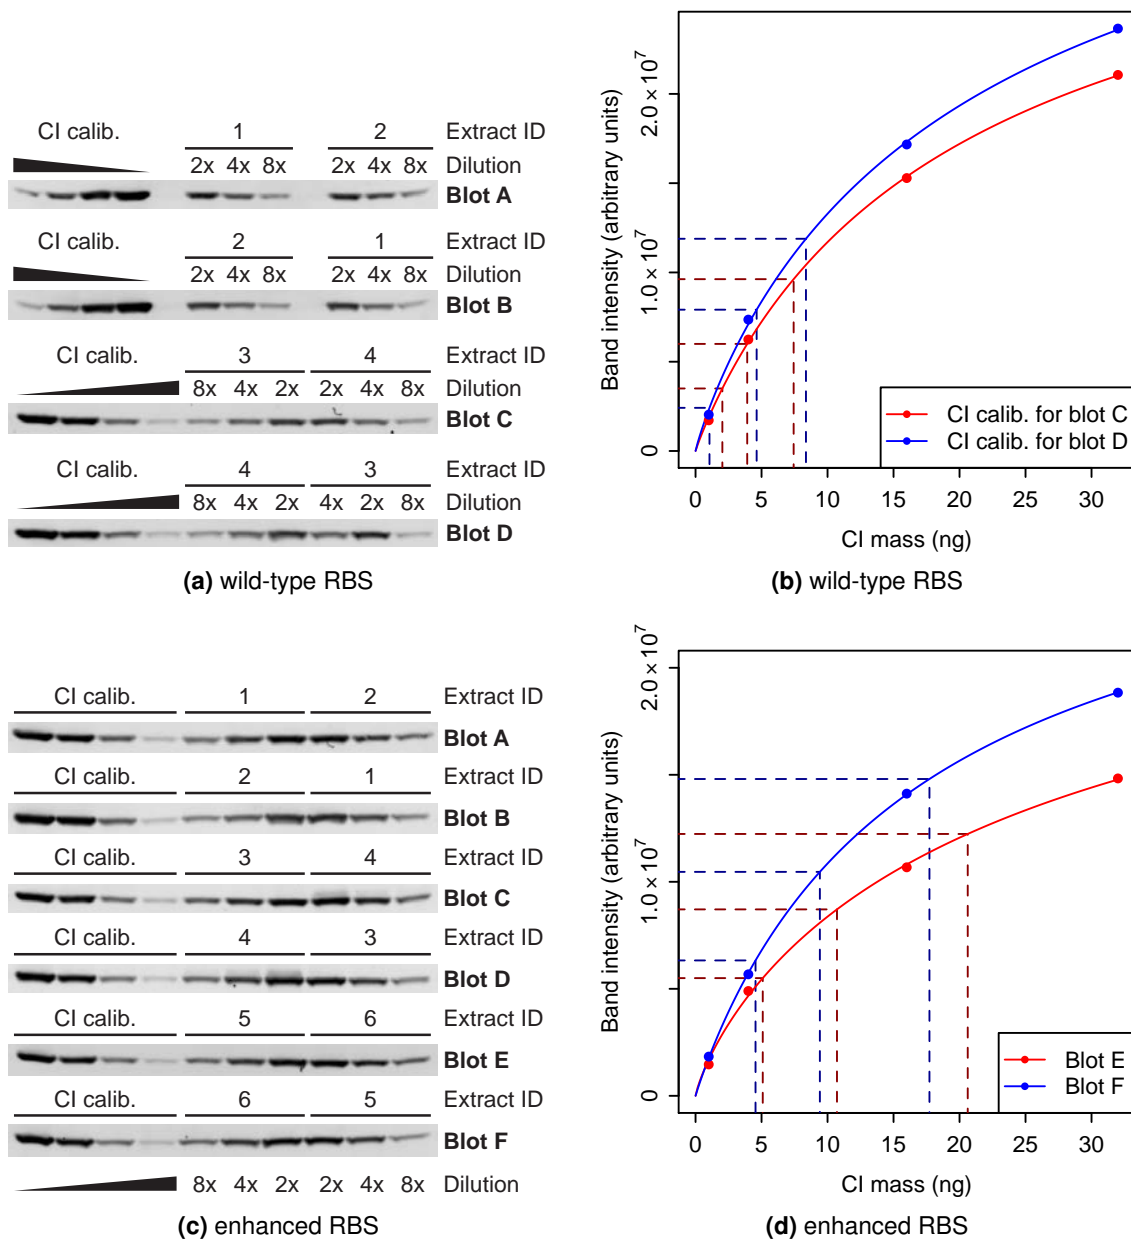 CI calib. 1 2 Extract ID
2x 4x 8x 2x 4x 8x Dilution
Blot A
CI calib. 2 1 Extract ID
2x 4x 8x 2x 4x 8x Dilution
Blot B
CI calib. 3 4 Extract ID
8x 4x 2x 2x 4x 8x Dilution
Blot C
CI calib. 4 3 Extract ID
8x 4x 2x 4x 2x 8x Dilution
Blot D
(a) wild-type RBS
Band intensity (arbitrary units)
0 1.0×10⁷ 2.0×10⁷
CI calib. for blot C
CI calib. for blot D
0 5 10 15 20 25 30
CI mass (ng)
(b) wild-type RBS
CI calib. 1 2 Extract ID
Blot A
CI calib. 2 1 Extract ID
Blot B
CI calib. 3 4 Extract ID
Blot C
CI calib. 4 3 Extract ID
Blot D
CI calib. 5 6 Extract ID
Blot E
CI calib. 6 5 Extract ID
Blot F
8x 4x 2x 2x 4x 8x Dilution
(c) enhanced RBS
Band intensity (arbitrary units)
0 1.0×10⁷ 2.0×10⁷
Blot E
Blot F
0 5 10 15 20 25 30
CI mass (ng)
(d) enhanced RBS